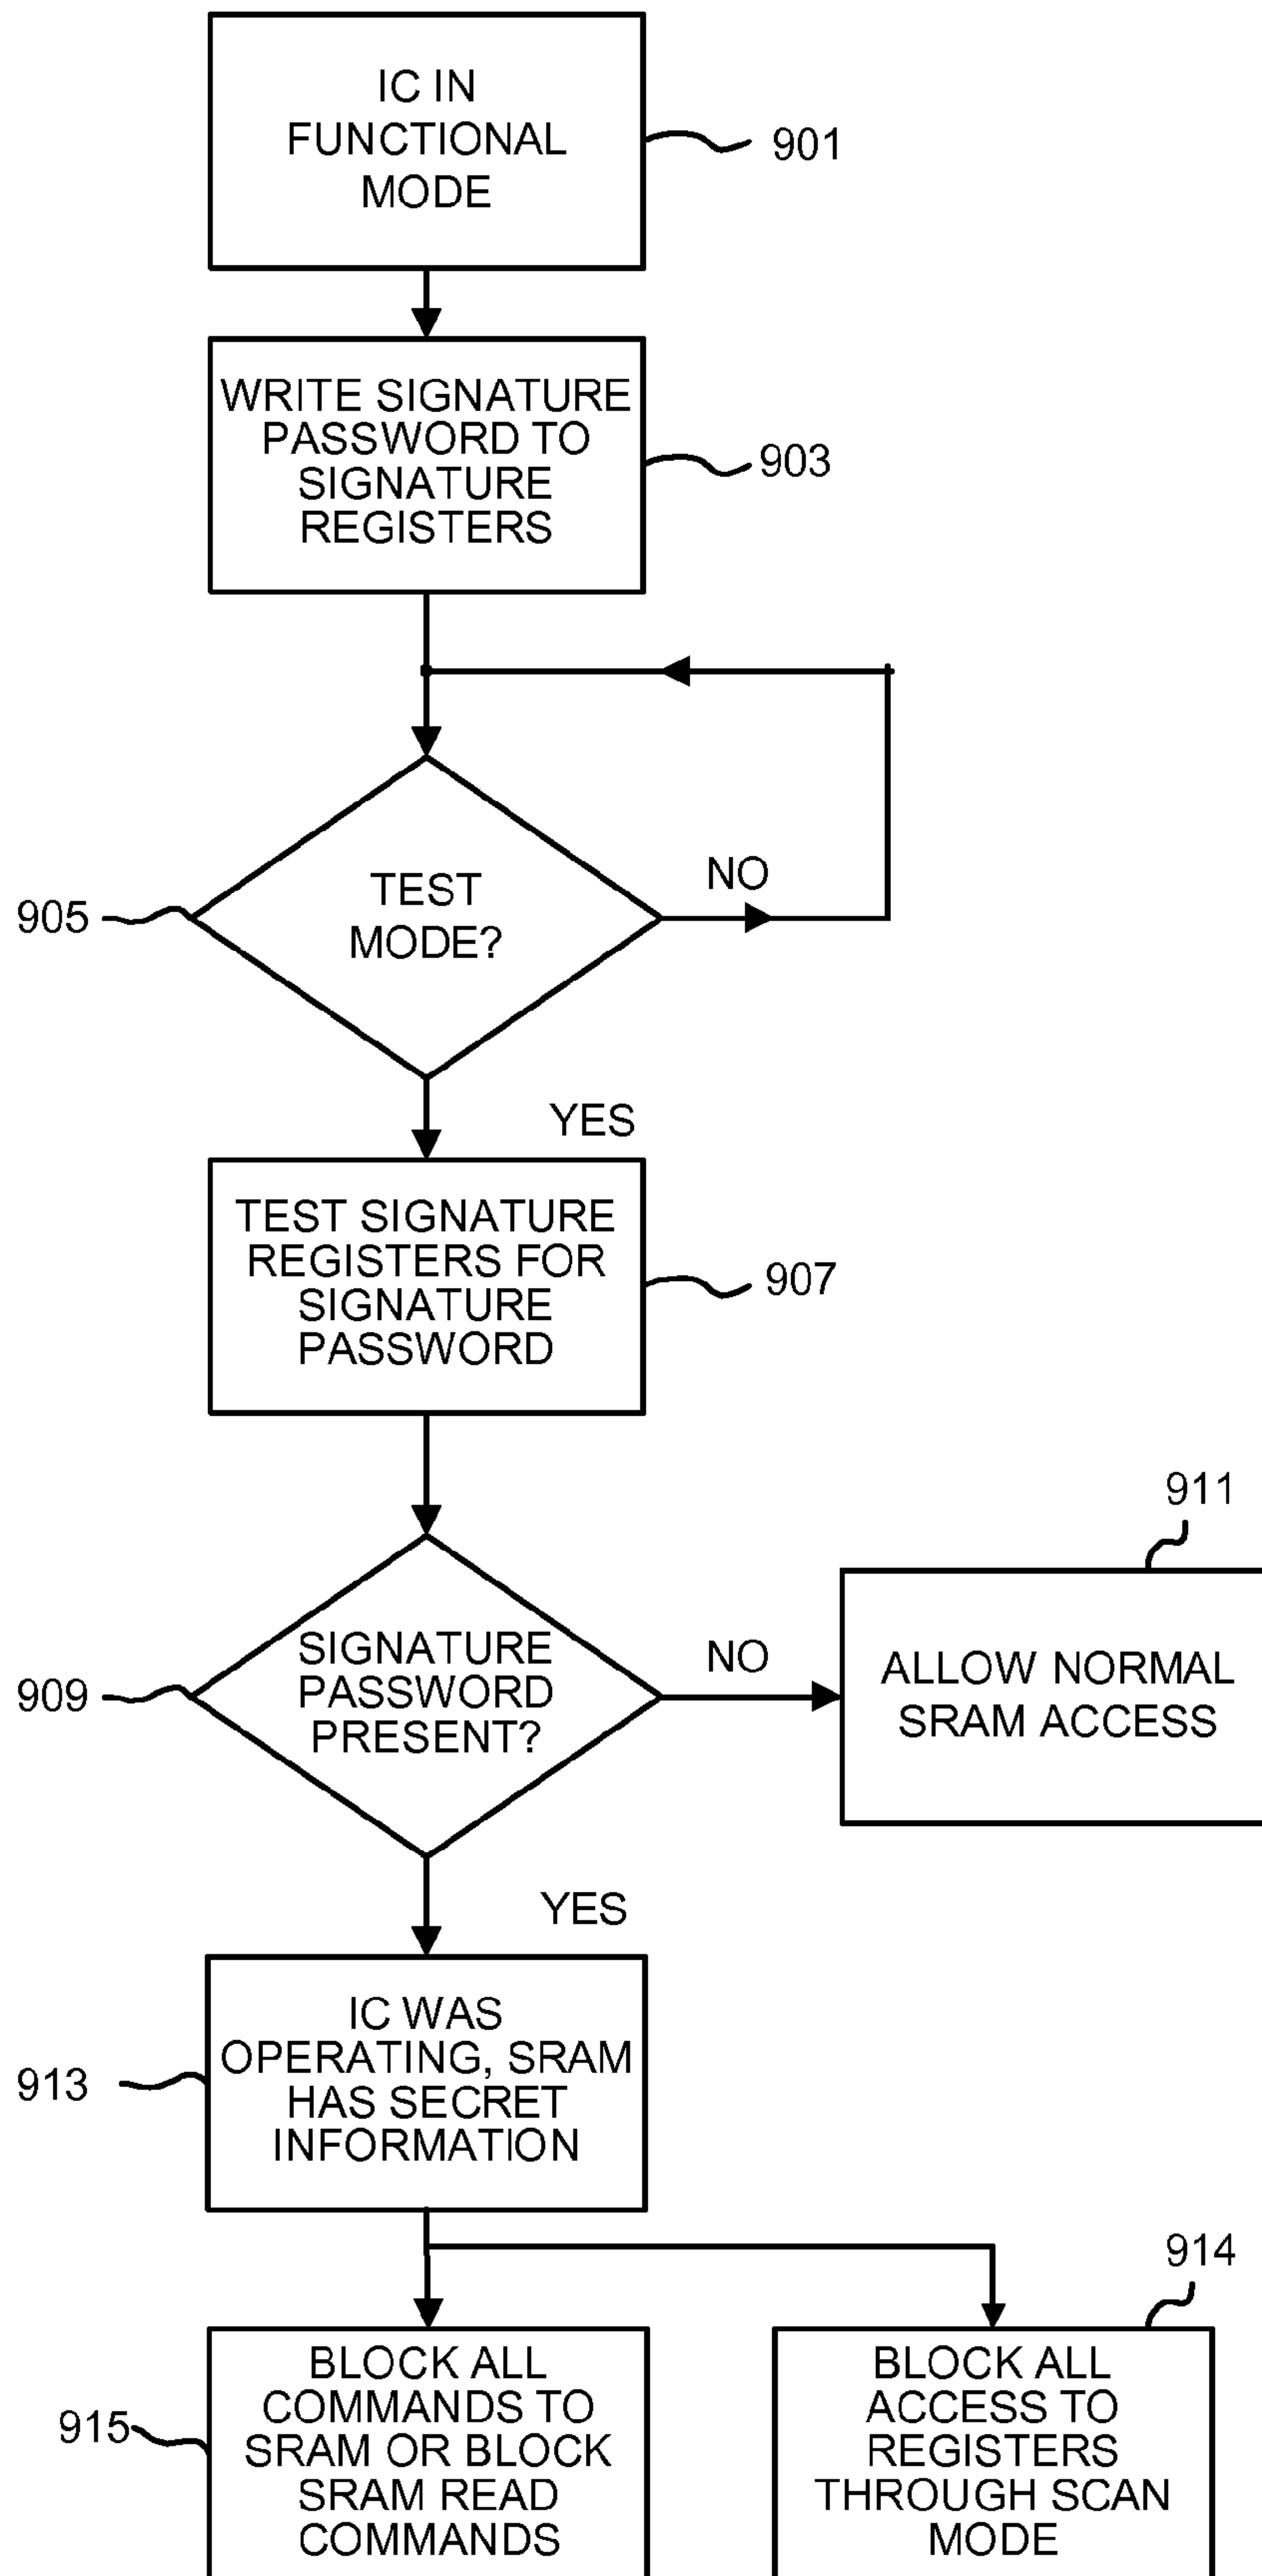 IC IN
FUNCTIONAL
MODE
901
WRITE SIGNATURE
PASSWORD TO
SIGNATURE
REGISTERS
903
NO
TEST
MODE?
905
YES
TEST SIGNATURE
REGISTERS FOR
SIGNATURE
PASSWORD
907
911
SIGNATURE
PASSWORD
PRESENT?
909
NO
ALLOW NORMAL
SRAM ACCESS
YES
IC WAS
OPERATING, SRAM
HAS SECRET
INFORMATION
913
914
BLOCK ALL
COMMANDS TO
SRAM OR BLOCK
SRAM READ
COMMANDS
915
BLOCK ALL
ACCESS TO
REGISTERS
THROUGH SCAN
MODE